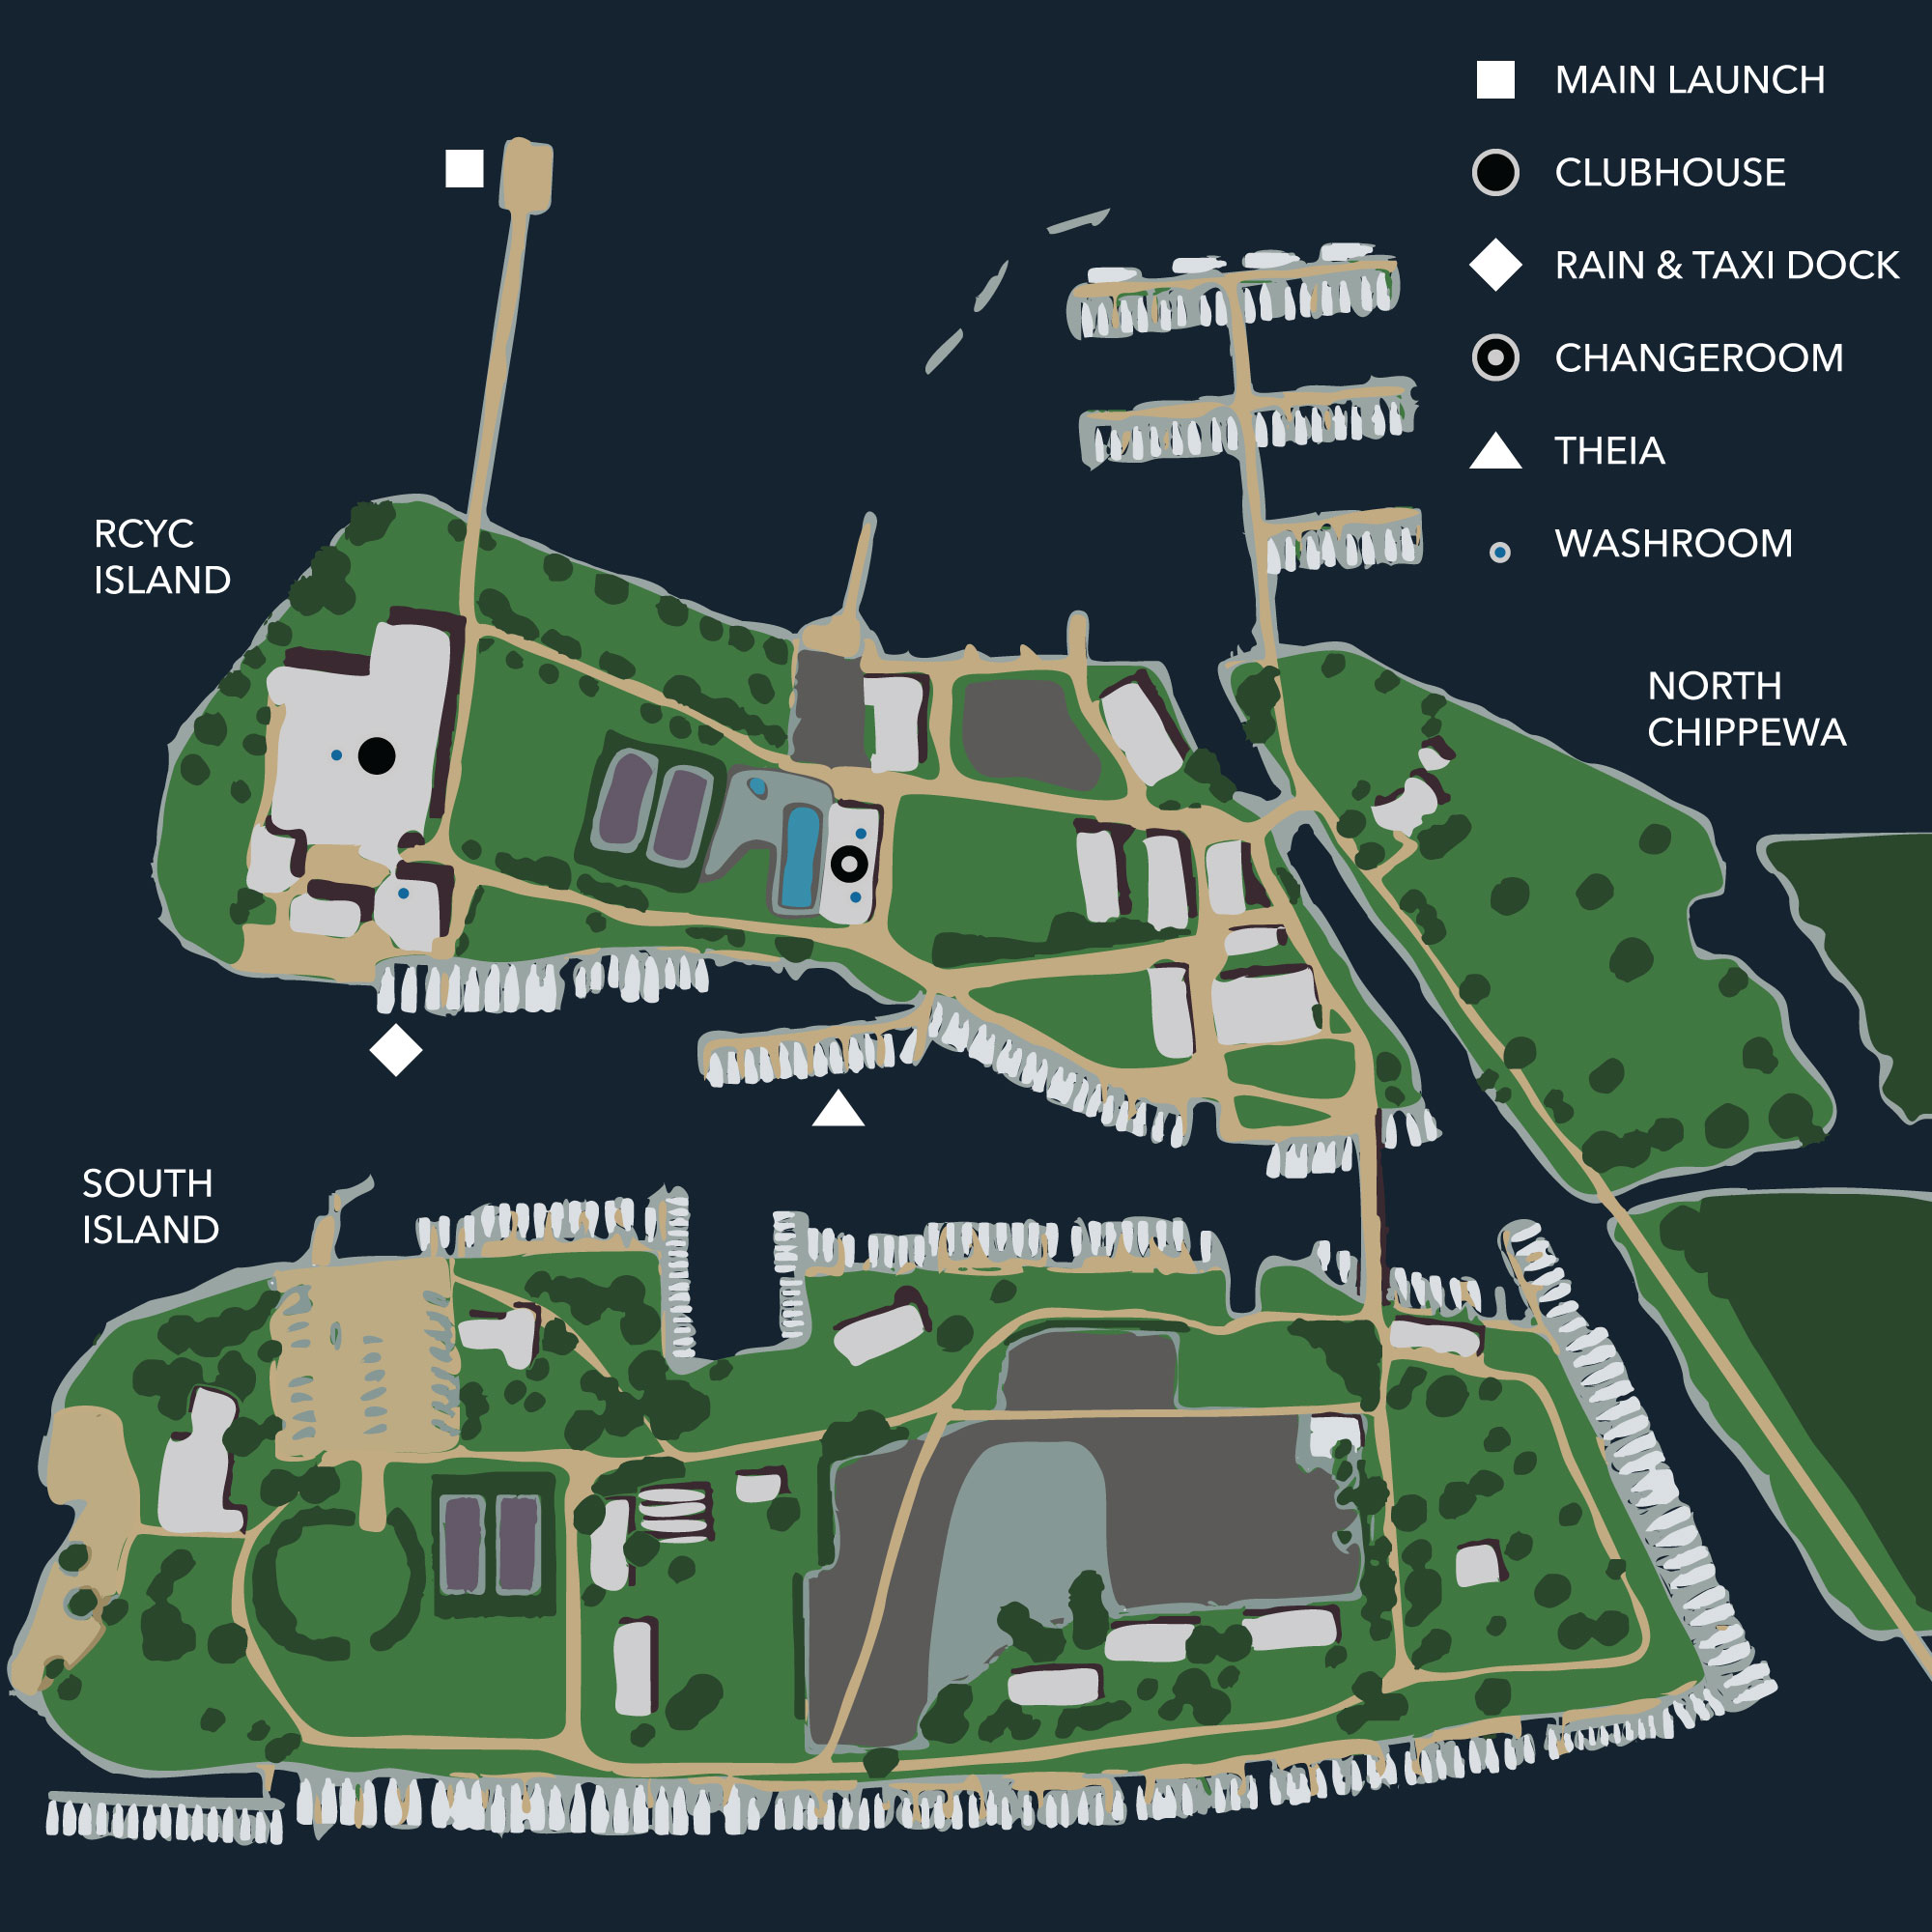 MAIN LAUNCH
CLUBHOUSE
RAIN & TAXI DOCK
CHANGEROOM
THEIA
WASHROOM
RCYC
ISLAND
NORTH
CHIPPEWA
SOUTH
ISLAND